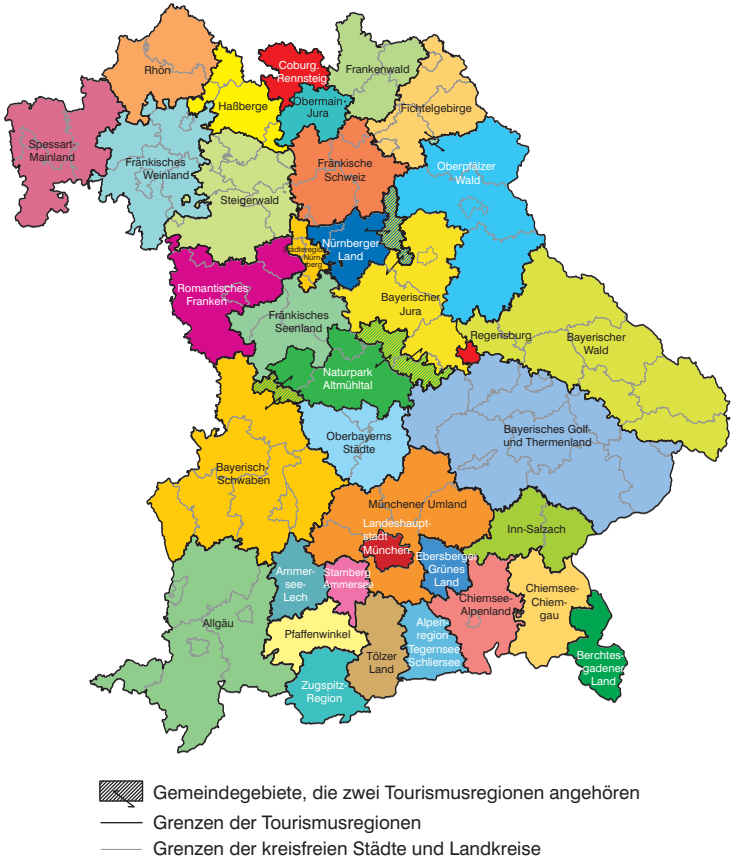 Rhön
Coburg.
Rennsteig
Frankenwald
Haßberge
Obermain-
Jura
Fichtelgebirge
Spessart-
Mainland
Fränkisches
Weinland
Fränkische
Schweiz
Oberpfälzer
Wald
Steigerwald
Städteregion
Nürn-
berg
Nürnberger
Land
Romantisches
Franken
Bayerischer
Jura
Fränkisches
Seenland
Regensburg
Bayerischer
Wald
Naturpark
Altmühltal
Oberbayerns
Städte
Bayerisches Golf-
und Thermenland
Bayerisch-
Schwaben
Münchener Umland
Landeshaupt-
stadt
München
Inn-Salzach
Ebersberger
Grünes
Land
Ammer-
see-
Lech
Starnberg
Ammersee
Chiemsee-
Alpenland
Chiemsee-
Chiem-
gau
Allgäu
Pfaffenwinkel
Tölzer
Land
Alpen-
region
Tegernsee
Schliersee
Berchtes-
gadener
Land
Zugspitz-
Region
Gemeindegebiete, die zwei Tourismusregionen angehören
Grenzen der Tourismusregionen
Grenzen der kreisfreien Städte und Landkreise